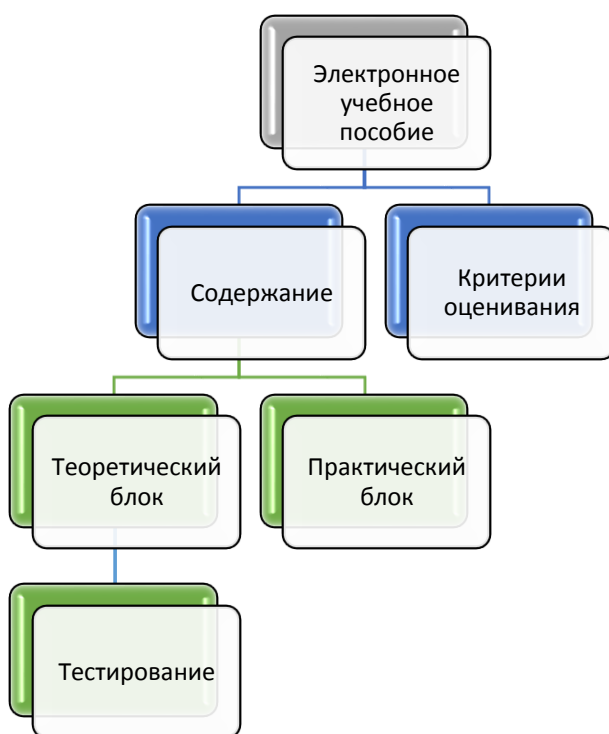 Электронное
учебное
пособие
Содержание
Критерии
оценивания
Теоретический
блок
Практический
блок
Тестирование